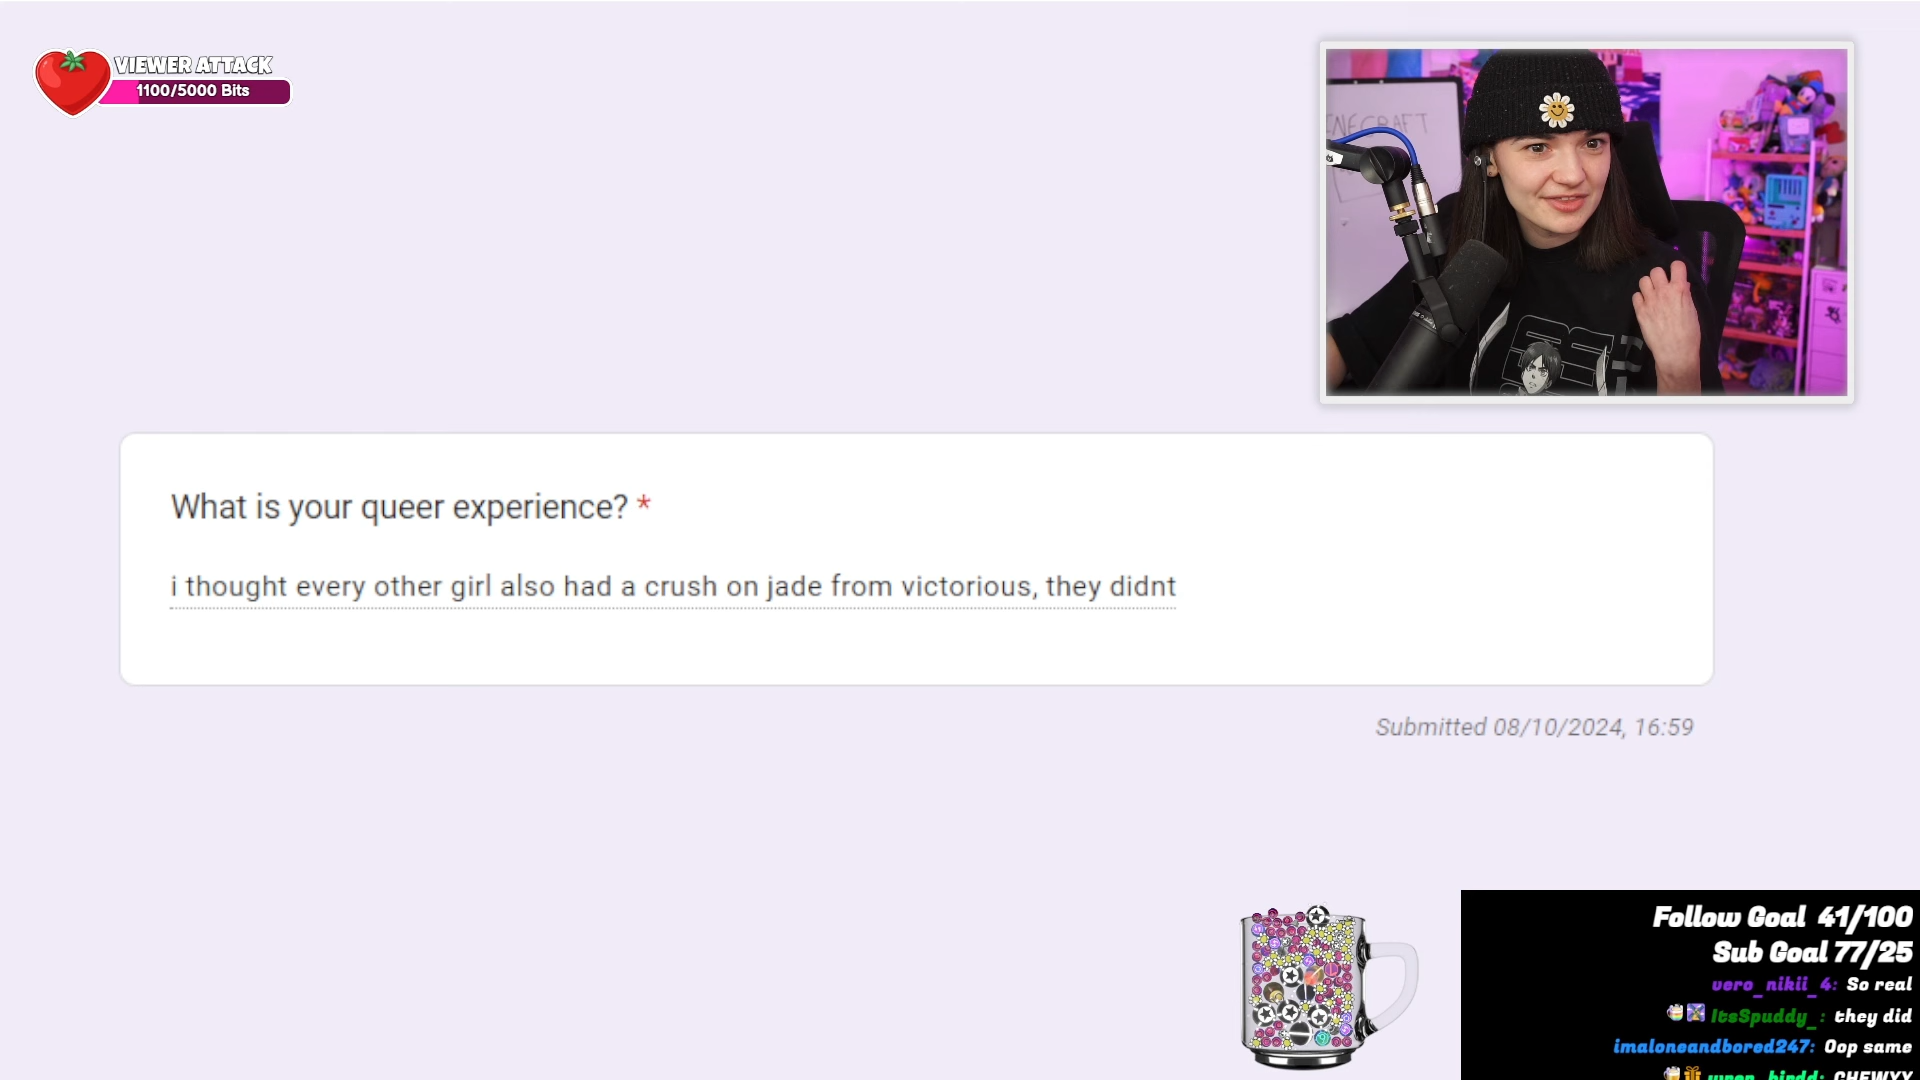 VIEWER ATTACK
1100/5000 Bits
What is your queer experience? *
i thought every other girl also had a crush on jade from victorious, they didnt
Submitted 08/10/2024, 16:59
Follow Goal 41/100
Sub Goal 77/25
vero_nikii_4: So real
ItsSpuddy_: they did
imaloneandbored247: Oop same
wren_birdd: CHEWYY